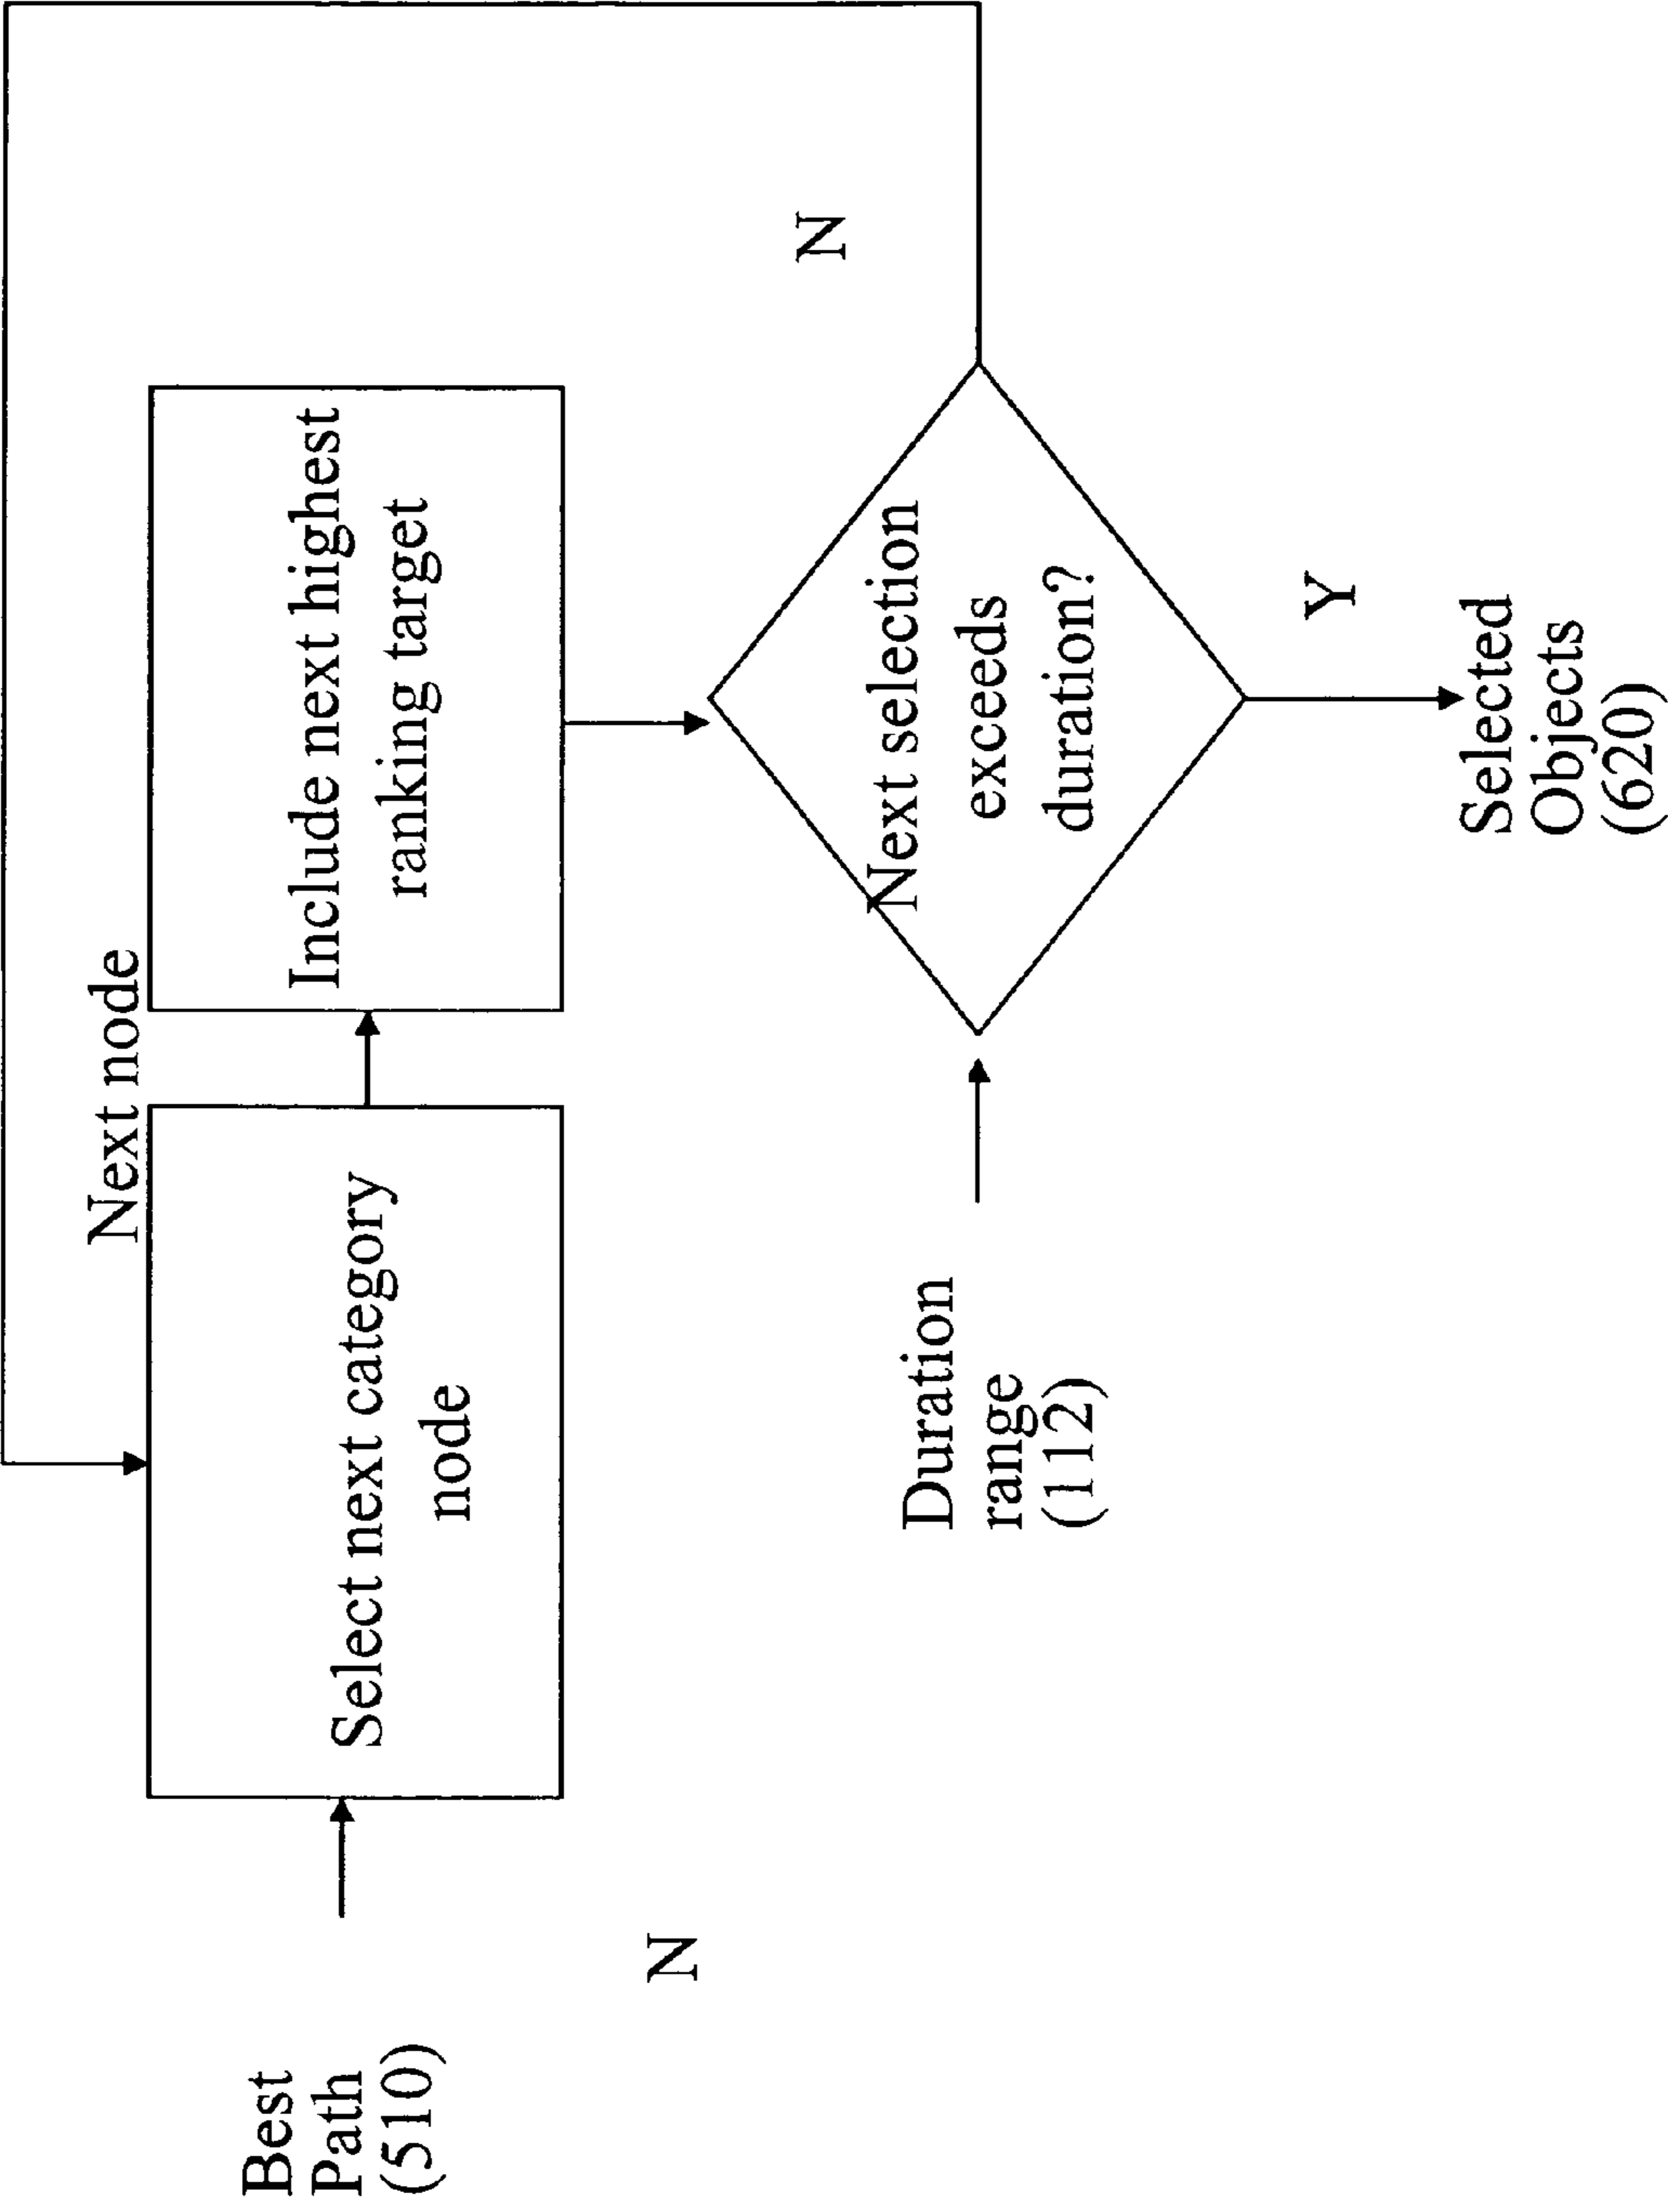 Next node
Best
Path
(510)
Select next category
node
Include next highest
ranking target
N
N
Next selection
exceeds
duration?
Duration
range
(112)
Y
Selected
Objects
(620)